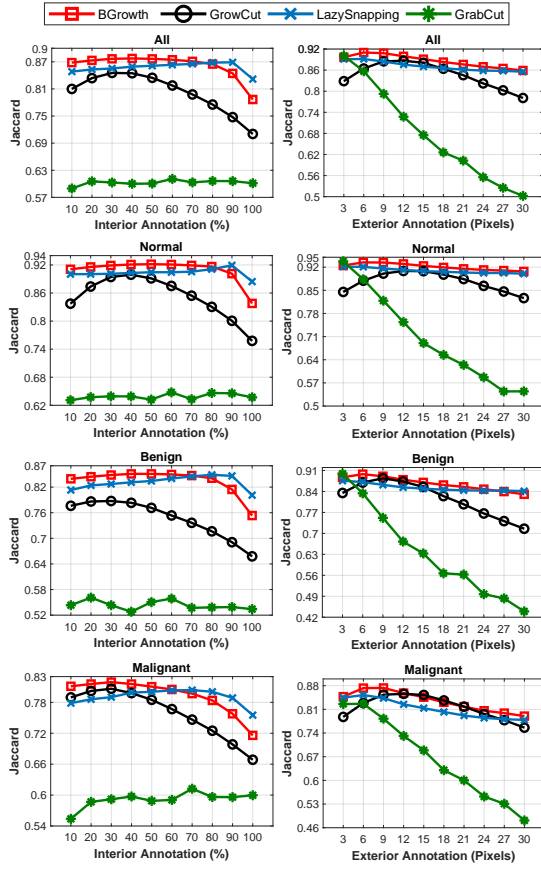 BGrowth GrowCut LazySnapping GrabCut
All
Jaccard
0.9
0.87
0.81
0.75
0.69
0.63
0.57
10 20 30 40 50 60 70 80 90 100
Interior Annotation (%)
All
Jaccard
0.92
0.86
0.8
0.74
0.68
0.62
0.56
0.5
3 6 9 12 15 18 21 24 27 30
Exterior Annotation (Pixels)
Normal
Jaccard
0.94
0.92
0.86
0.8
0.74
0.68
0.62
10 20 30 40 50 60 70 80 90 100
Interior Annotation (%)
Normal
Jaccard
0.95
0.92
0.85
0.78
0.71
0.64
0.57
0.5
3 6 9 12 15 18 21 24 27 30
Exterior Annotation (Pixels)
Benign
Jaccard
0.87
0.82
0.76
0.7
0.64
0.58
0.52
10 20 30 40 50 60 70 80 90 100
Interior Annotation (%)
Benign
Jaccard
0.91
0.84
0.77
0.7
0.63
0.56
0.49
0.42
3 6 9 12 15 18 21 24 27 30
Exterior Annotation (Pixels)
Malignant
Jaccard
0.83
0.78
0.72
0.66
0.6
0.54
10 20 30 40 50 60 70 80 90 100
Interior Annotation (%)
Malignant
Jaccard
0.88
0.81
0.74
0.67
0.6
0.53
0.46
3 6 9 12 15 18 21 24 27 30
Exterior Annotation (Pixels)